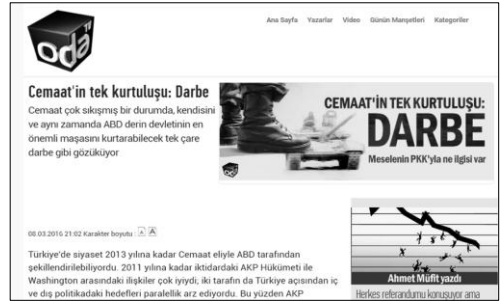 oda TV
Ana Sayfa Yazarlar Video Günün Manşetleri Kategoriler
Cemaat'in tek kurtuluşu: Darbe
Cemaat çok sıkışmış bir durumda, kendisini
ve aynı zamanda ABD derin devletinin en
önemli maşasını kurtarabilecek tek çare
darbe gibi gözüküyor
CEMAAT'İN TEK KURTULUŞU:
DARBE
Meselenin PKK'yla ne ilgisi var
oda
08.03.2016 21:02 Karakter boyutu : A A
Türkiye'de siyaset 2013 yılına kadar Cemaat eliyle ABD tarafından
şekillendirilebiliyordu. 2011 yılına kadar iktidardaki AKP Hükümeti ile
Washington arasındaki ilişkiler çok iyiydi; iki tarafın da Türkiye açısından iç
ve dış politikadaki hedefleri paralellik arz ediyordu. Bu yüzden AKP
Ahmet Müfit yazdı
Herkes referandumu konuşuyor ama